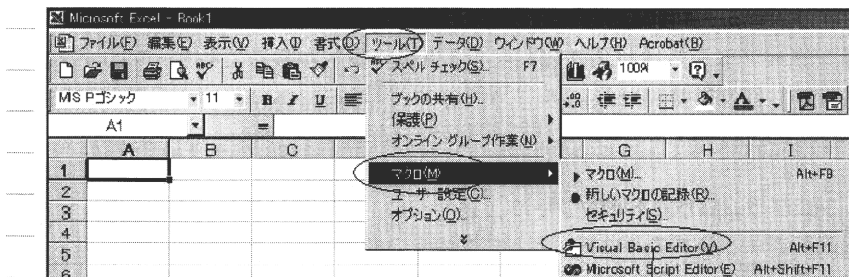 Microsoft Excel - Book1
ファイル(F) 編集(E) 表示(V) 挿入(I) 書式(O) ツール(T) データ(D) ウィンドウ(W) ヘルプ(H) Acrobat(B)
スペル チェック(S)... F7
100%
MS Pゴシック 11 B I U
ブックの共有(H)...
保護(P)
A1 =
オンライン グループ作業(N)
A B C G H I
1
マクロ(M)
マクロ(M)... Alt+F8
2
ユーザー設定(C)...
新しいマクロの記録(R)...
3
オプション(O)...
セキュリティ(S)...
4
5
Visual Basic Editor(V) Alt+F11
6
Microsoft Script Editor(E) Alt+Shift+F11